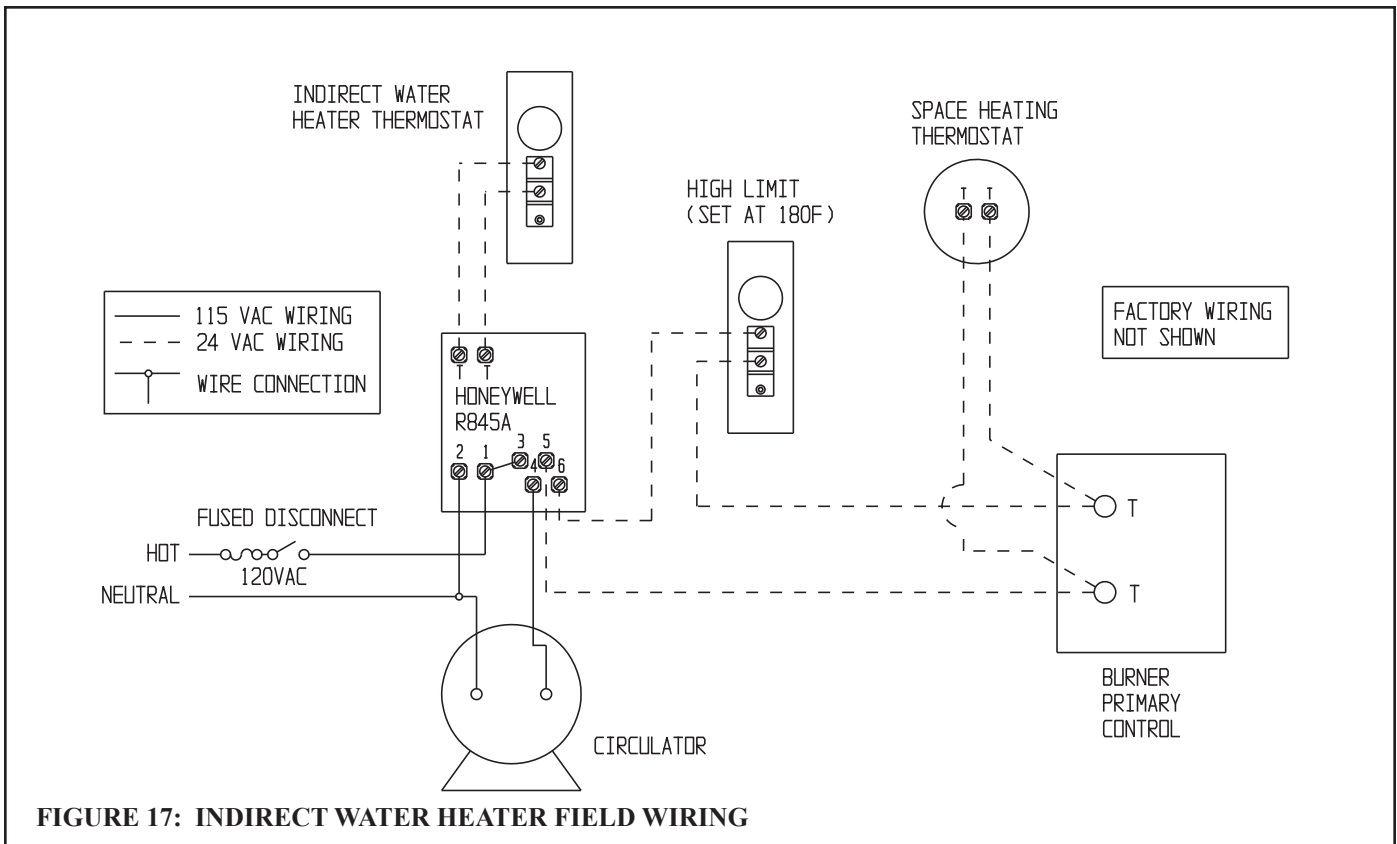 INDIRECT WATER
HEATER THERMOSTAT
SPACE HEATING
THERMOSTAT
T T
HIGH LIMIT
(SET AT 180F)
115 VAC WIRING
24 VAC WIRING
WIRE CONNECTION
FACTORY WIRING
NOT SHOWN
T T
HONEYWELL
R845A
2 1 3 5
4 6
FUSED DISCONNECT
HOT
120VAC
NEUTRAL
T
T
BURNER
PRIMARY
CONTROL
CIRCULATOR
FIGURE 17: INDIRECT WATER HEATER FIELD WIRING